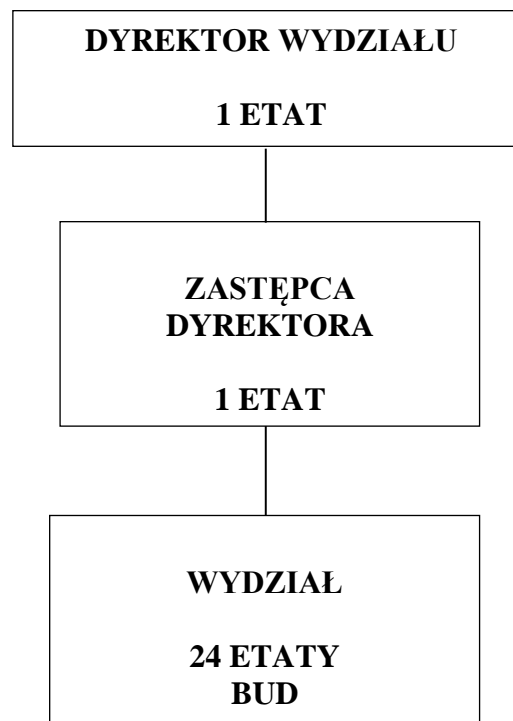 DYREKTOR WYDZIAŁU
1 ETAT
ZASTĘPCA
DYREKTORA
1 ETAT
WYDZIAŁ
24 ETATY
BUD